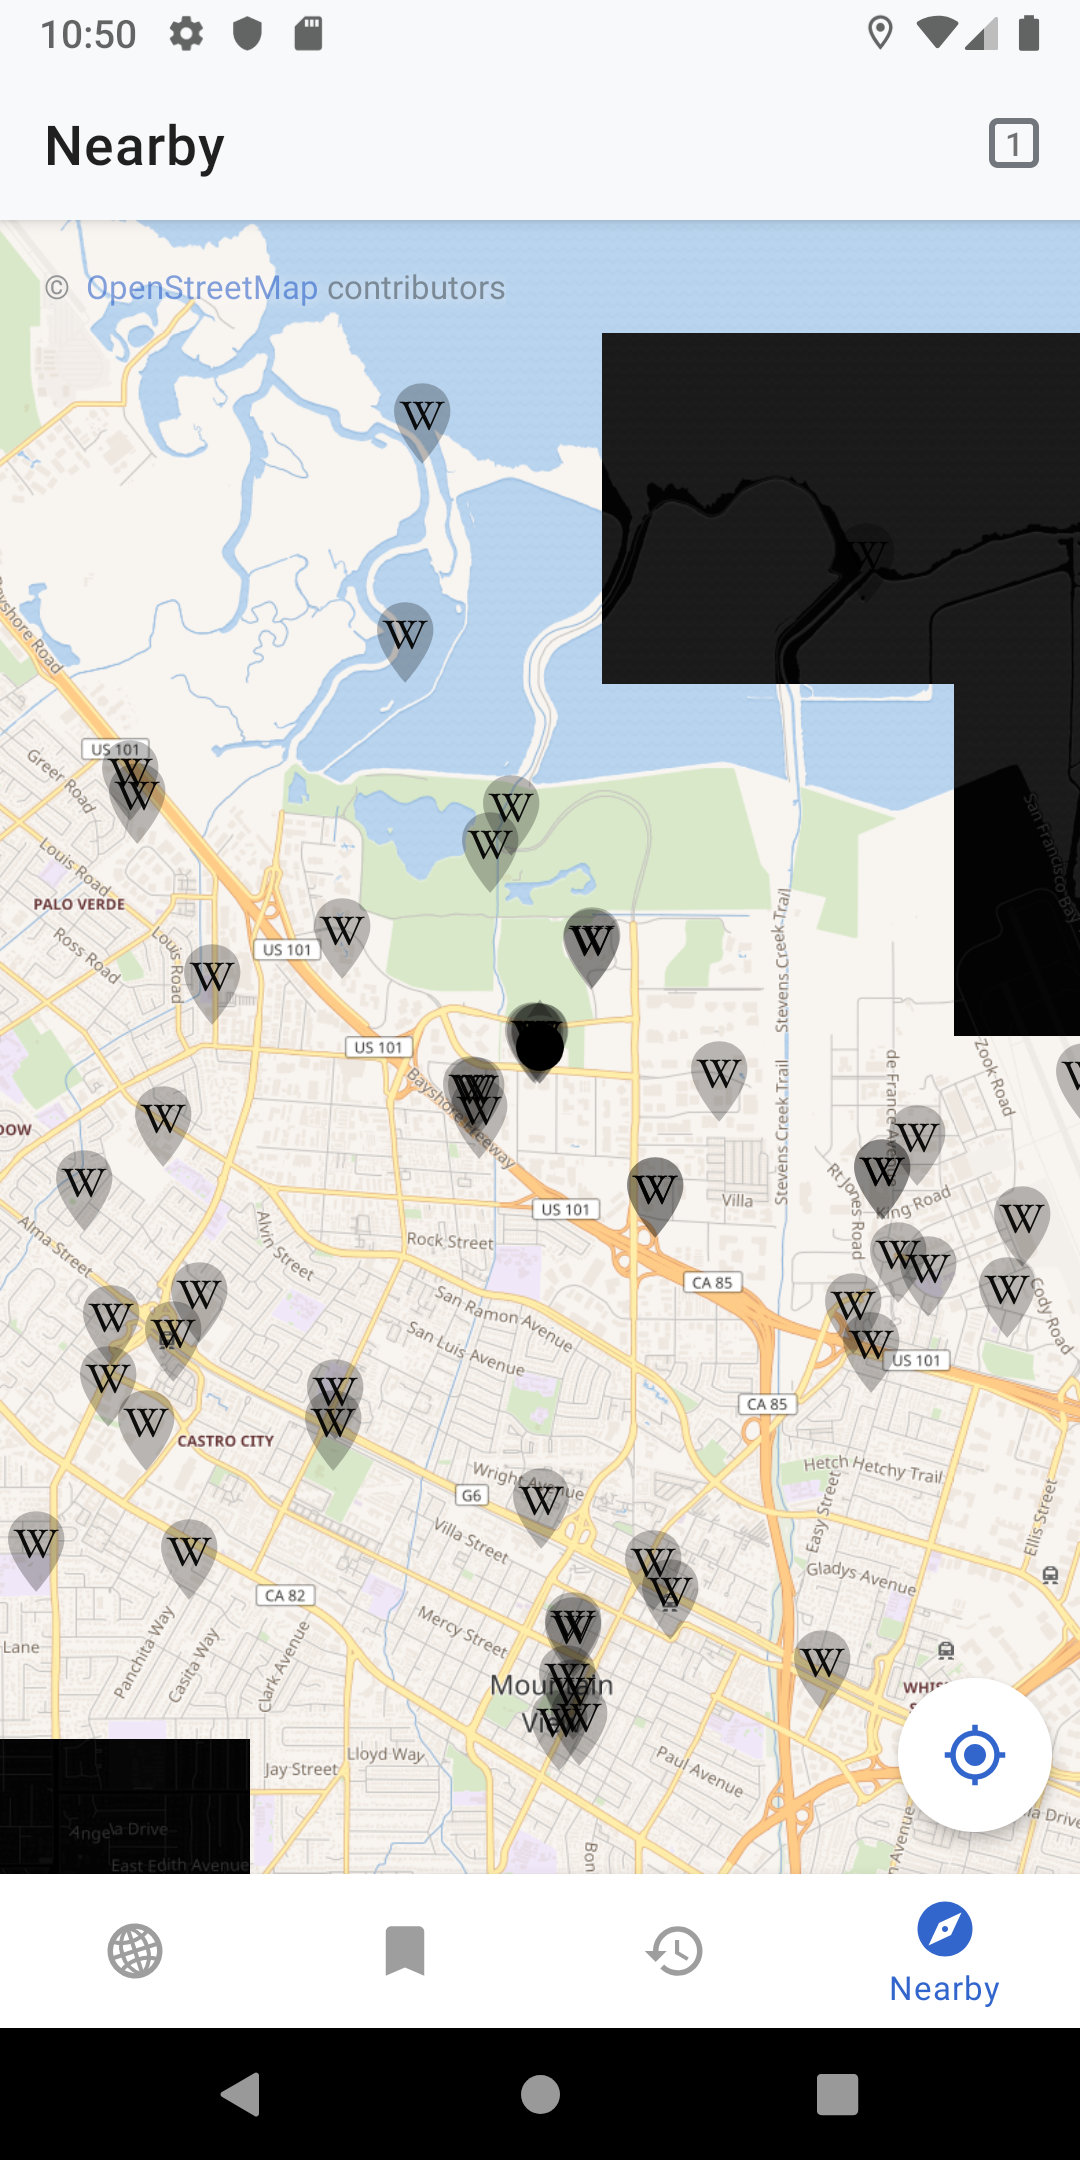 10:50
Nearby
1
© OpenStreetMap contributors
W
W
W
Bayshore Road
US 101
W
W
Greer Road
W
W
Louis Road
PALO VERDE
San Francisco Bay
Ross Road
Louis Road
W
US 101
W
W
Stevens Creek Trail
US 101
W
Bayshore Freeway
W
W
W
de France Avenue
Zook Road
W
W
W
W
W
Stevens Creek Trail
Villa
King Road
Rt Jones Road
US 101
Alma Street
Alvin Street
Rock Street
W
W
W
W
Cody Road
CA 85
W
W
W
San Ramon Avenue
San Luis Avenue
W
W
US 101
W
W
W
CA 85
W
W
CASTRO CITY
Hetch Hetchy Trail
Wright Avenue
G6
W
Easy Street
Ellis Street
Villa Street
W
W
W
W
Gladys Avenue
CA 82
W
W
Mercy Street
Lane
Panchita Way
Casita Way
Clark Avenue
Mountain
View
W
W
W
Lloyd Way
Jay Street
Paul Avenue
Angela Drive
East Edith Avenue
Nearby